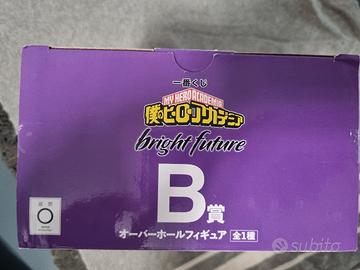 一番くじ
MY HERO ACADEMIA
僕のヒーローアカデミア
bright future
B賞
オーバーホールフィギュア 全1種
subito